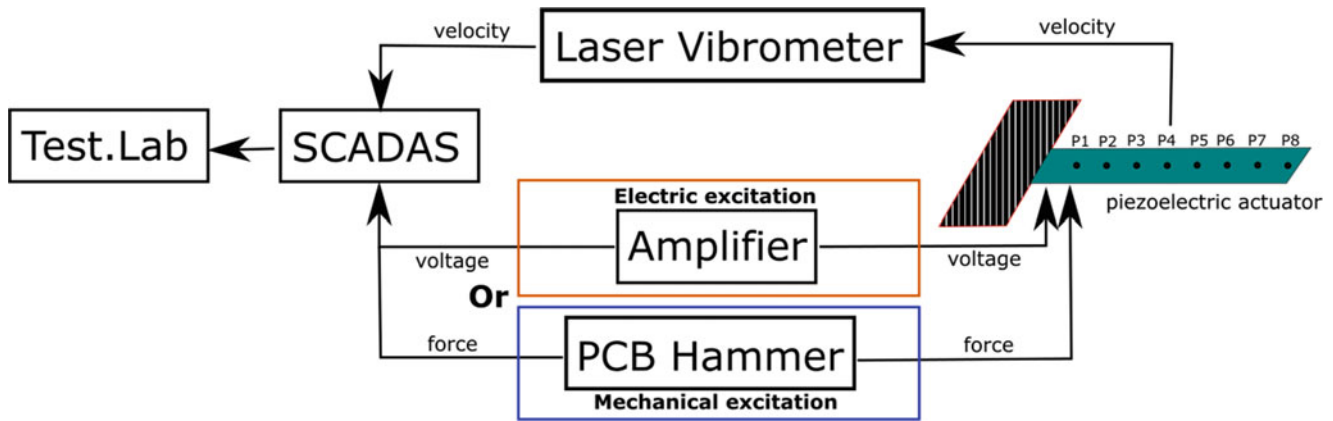 velocity
Laser Vibrometer
velocity
Test.Lab
SCADAS
P1 P2 P3 P4 P5 P6 P7 P8
piezoelectric actuator
Electric excitation
Amplifier
voltage
voltage
Or
PCB Hammer
force
force
Mechanical excitation